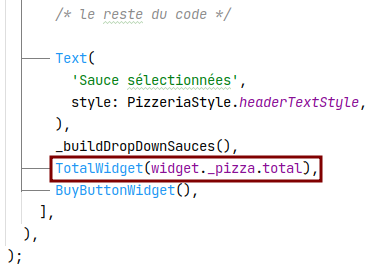 /* le reste du code */
Text(
'Sauce sélectionnées',
style: PizzeriaStyle.headerTextStyle,
),
_buildDropDownSauces(),
TotalWidget(widget._pizza.total),
BuyButtonWidget(),
],
),
);